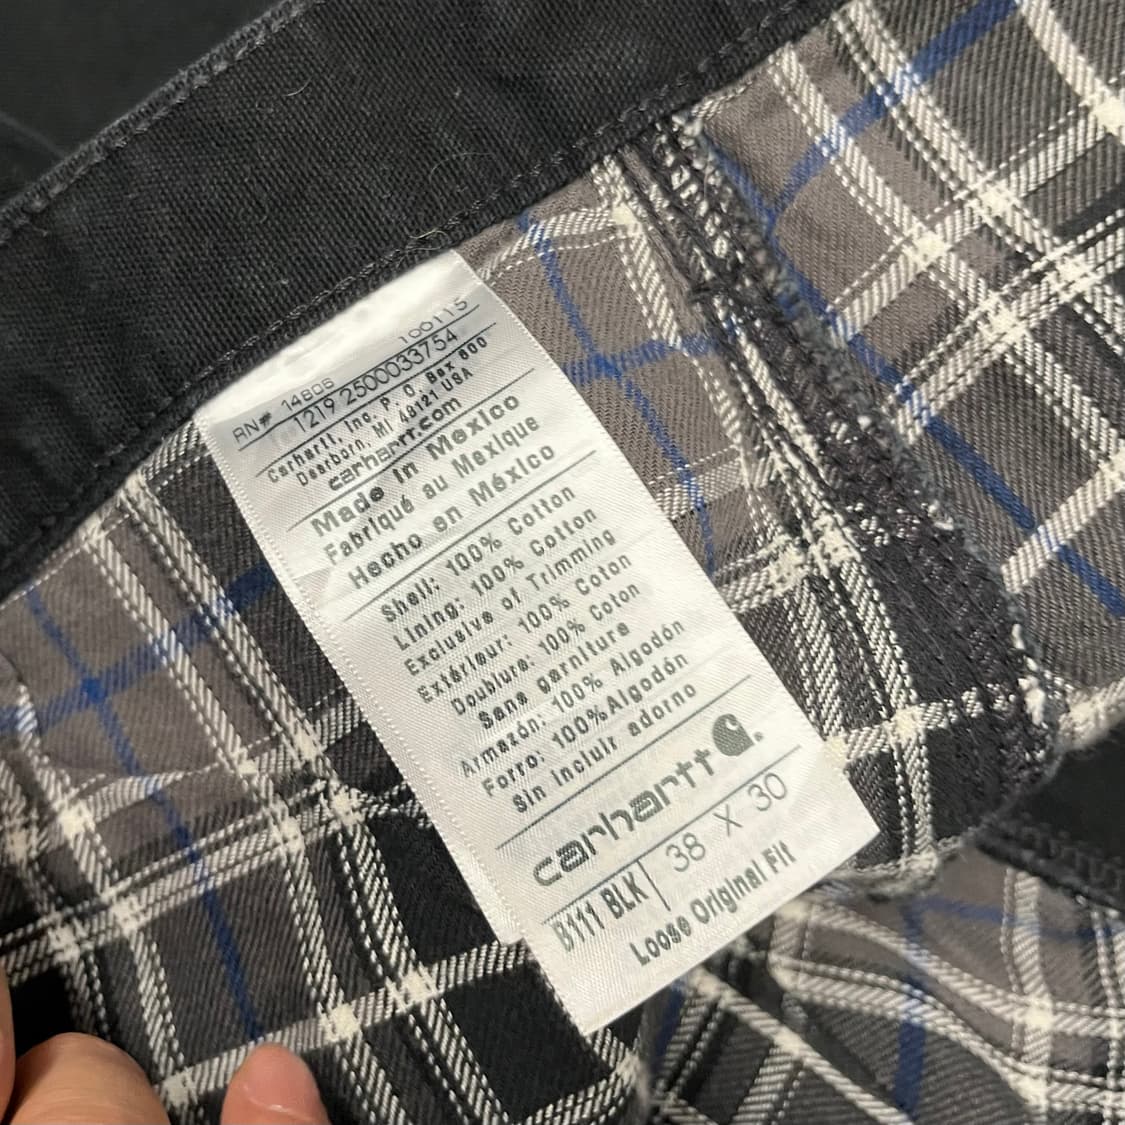 100115
RN# 14806
1219 2500033754
Carhartt, Inc, P. O. Box 600
Dearborn, MI 48121 USA
carhartt.com
Made in Mexico
Fabriqué au Mexique
Hecho en México
Shell: 100% Cotton
Lining: 100% Cotton
Exclusive of Trimming
Extérieur: 100% Coton
Doublure: 100% Coton
Sans garniture
Armazón: 100% Algodón
Forro: 100%Algodón
Sin incluir adorno
carhartt
B111 BLK 38 X 30
Loose Original Fit